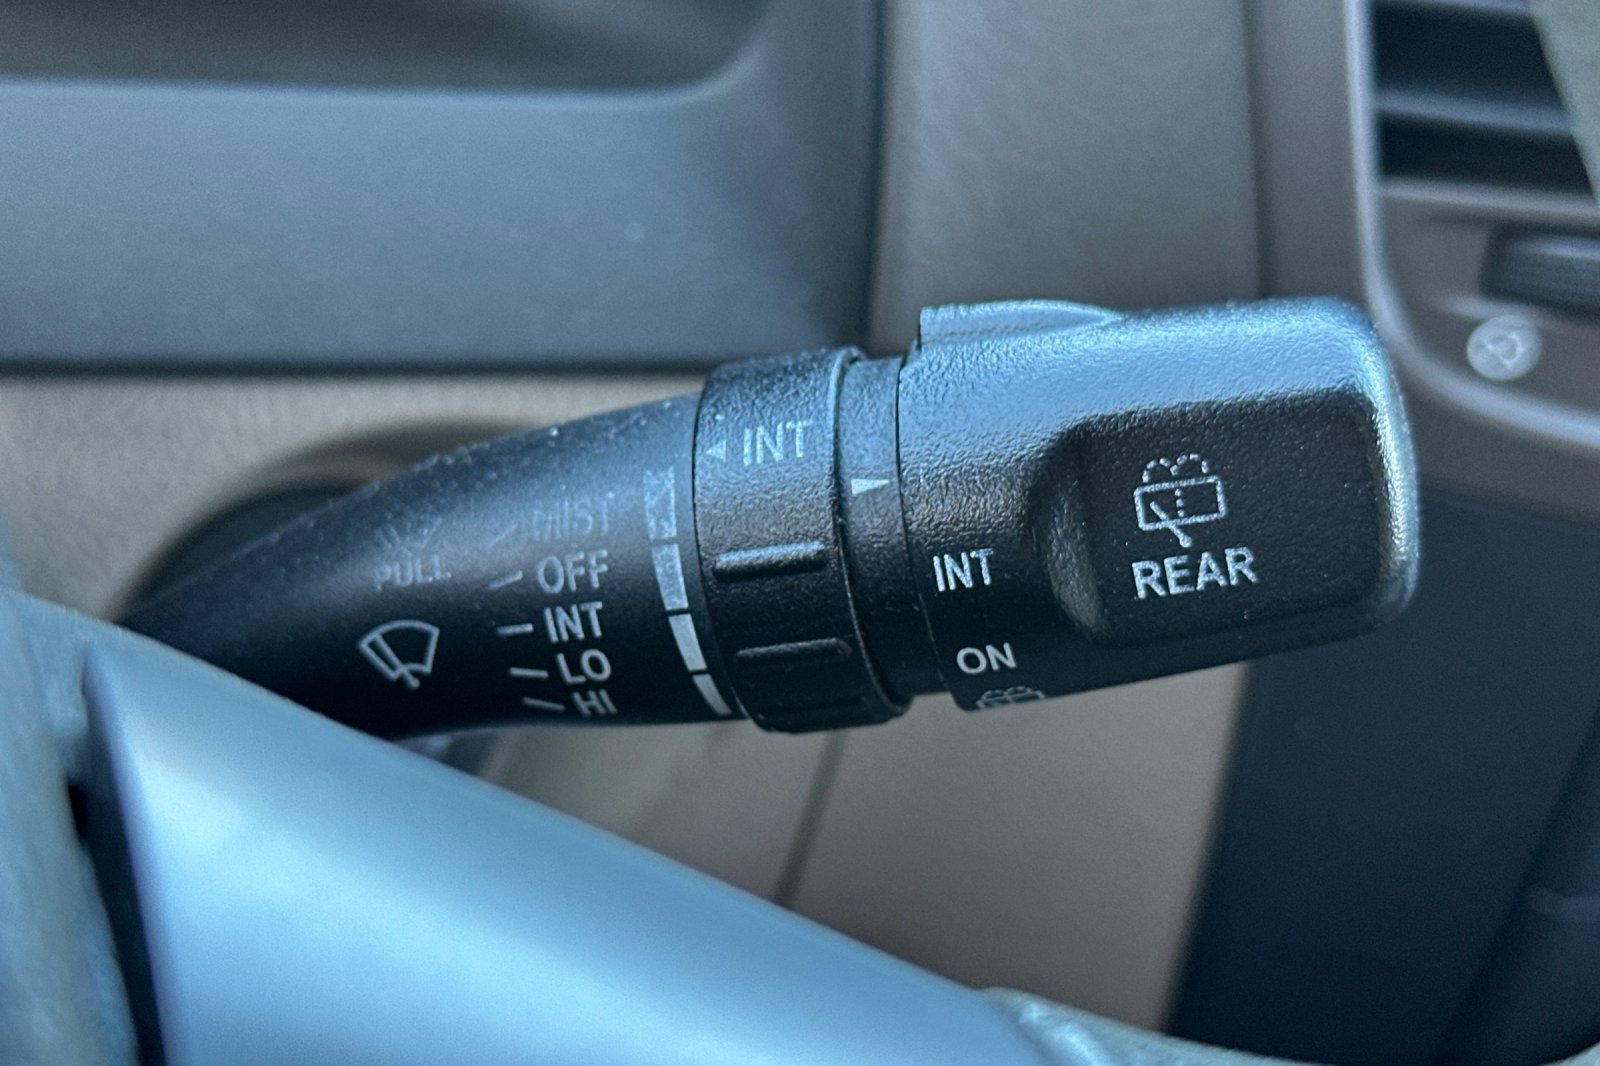 INT
MIST
PULL
OFF
INT
LO
HI
INT
REAR
ON